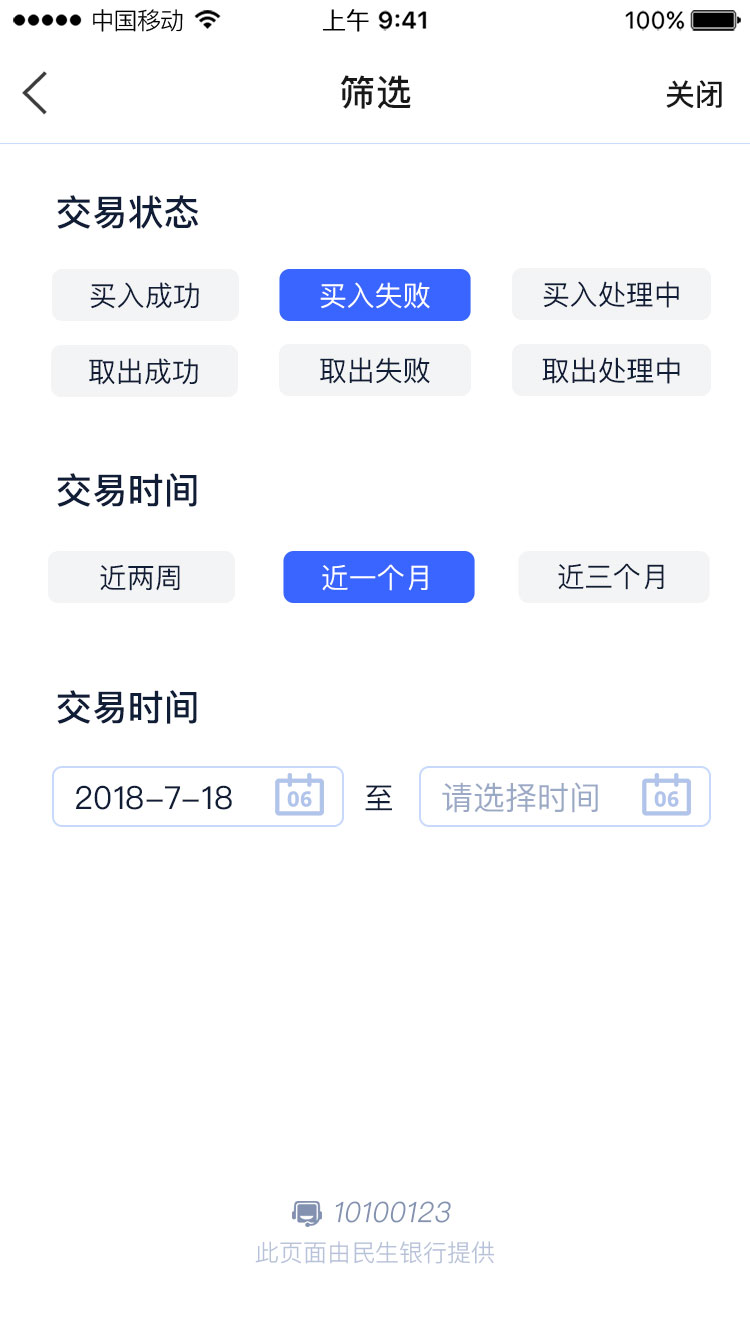 中国移动 上午 9:41 100%
筛选 关闭
交易状态
买入成功 买入失败 买入处理中
取出成功 取出失败 取出处理中
交易时间
近两周 近一个月 近三个月
交易时间
2018-7-18 06 至 请选择时间 06
10100123
此页面由民生银行提供